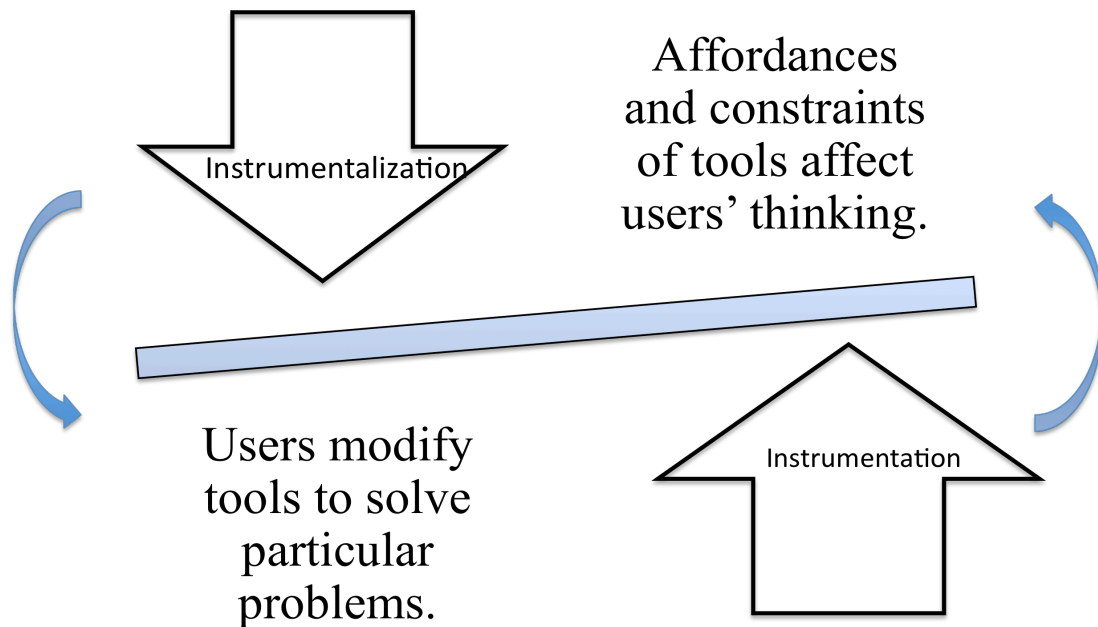 Instrumentalization
Affordances
and constraints
of tools affect
users’ thinking.
Users modify
tools to solve
particular
problems.
Instrumentation